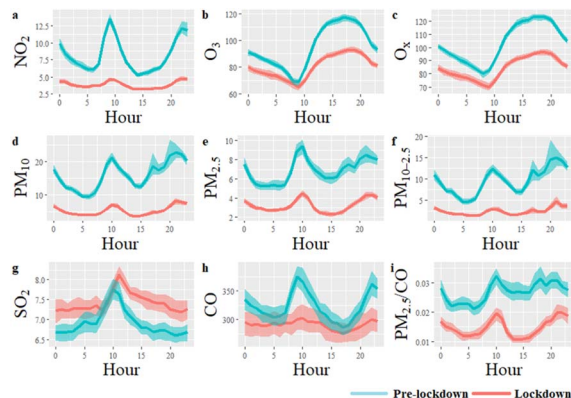 a b c
NO₂ O₃ Oₓ
12.5 120 120
10.0 100 110
7.5 80 100
5.0 60 90
2.5 80
70
0 5 10 15 20 0 5 10 15 20 0 5 10 15 20
Hour Hour Hour
d e f
PM₁₀ PM₂.₅ PM₁₀₋₂.₅
20 10 20
10 8 15
6 10
4 5
2
0 5 10 15 20 0 5 10 15 20 0 5 10 15 20
Hour Hour Hour
g h i
SO₂ CO PM₂.₅/CO
8.0 400 0.03
7.5 350 0.02
7.0 300 0.01
6.5
0 5 10 15 20 0 5 10 15 20 0 5 10 15 20
Hour Hour Hour
Pre-lockdown Lockdown